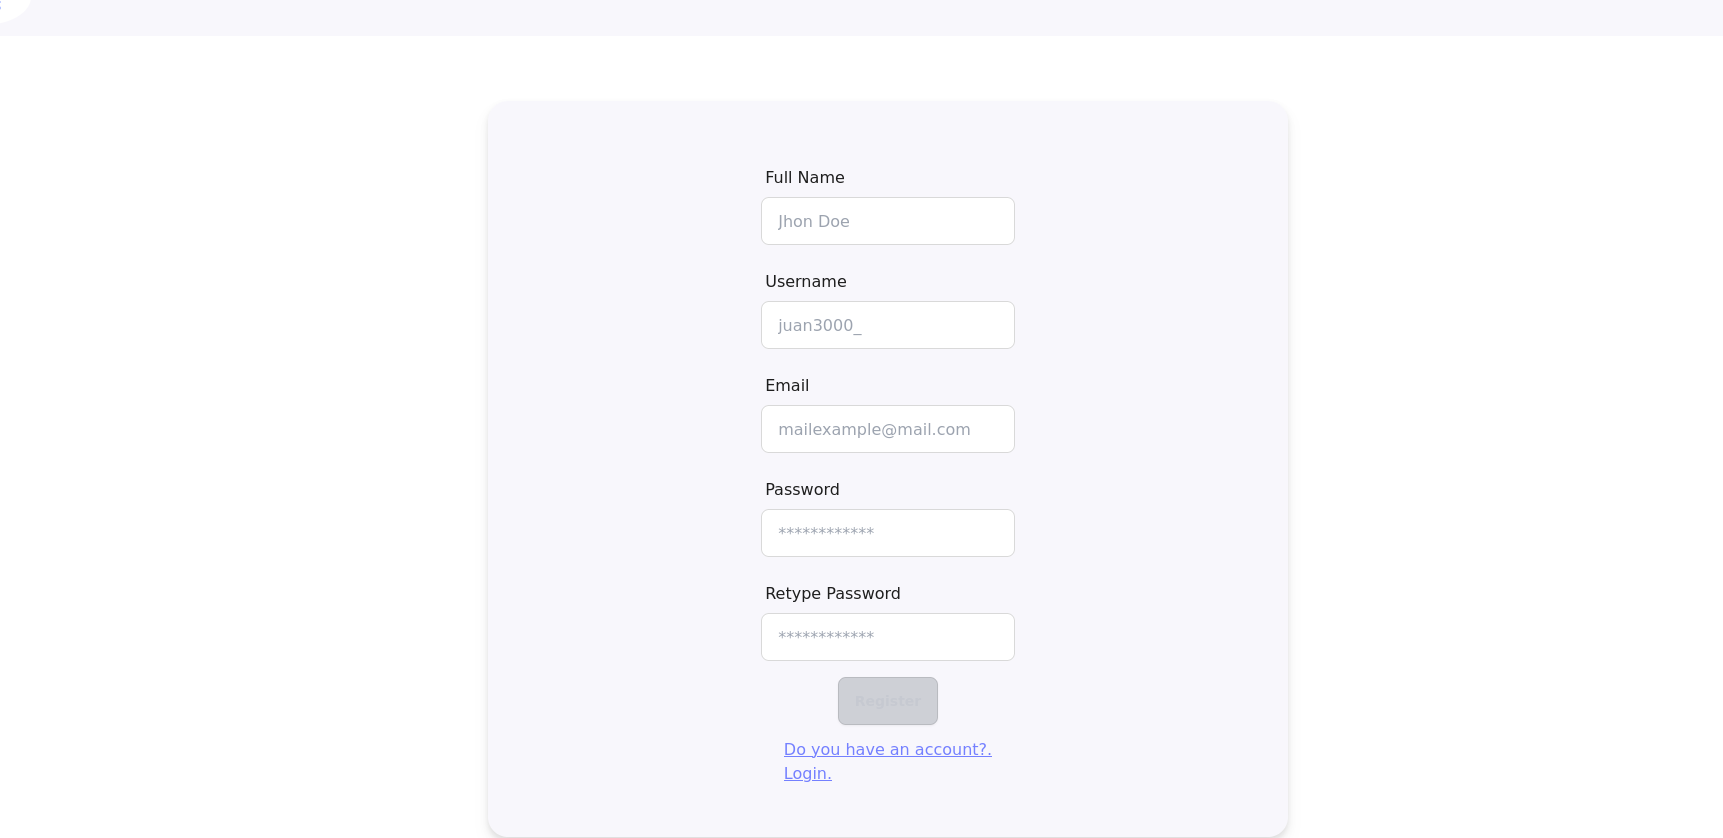 Full Name
Jhon Doe
Username
juan3000_
Email
mailexample@mail.com
Password
************
Retype Password
************
Register
Do you have an account?.
Login.